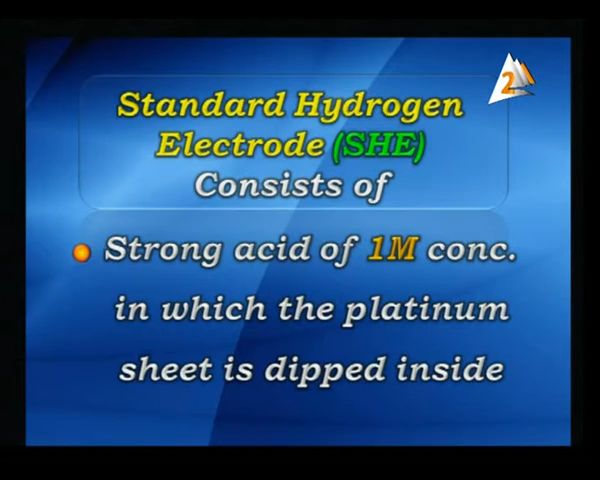 2
Standard Hydrogen
Electrode (SHE)
Consists of
Strong acid of 1M conc.
in which the platinum
sheet is dipped inside